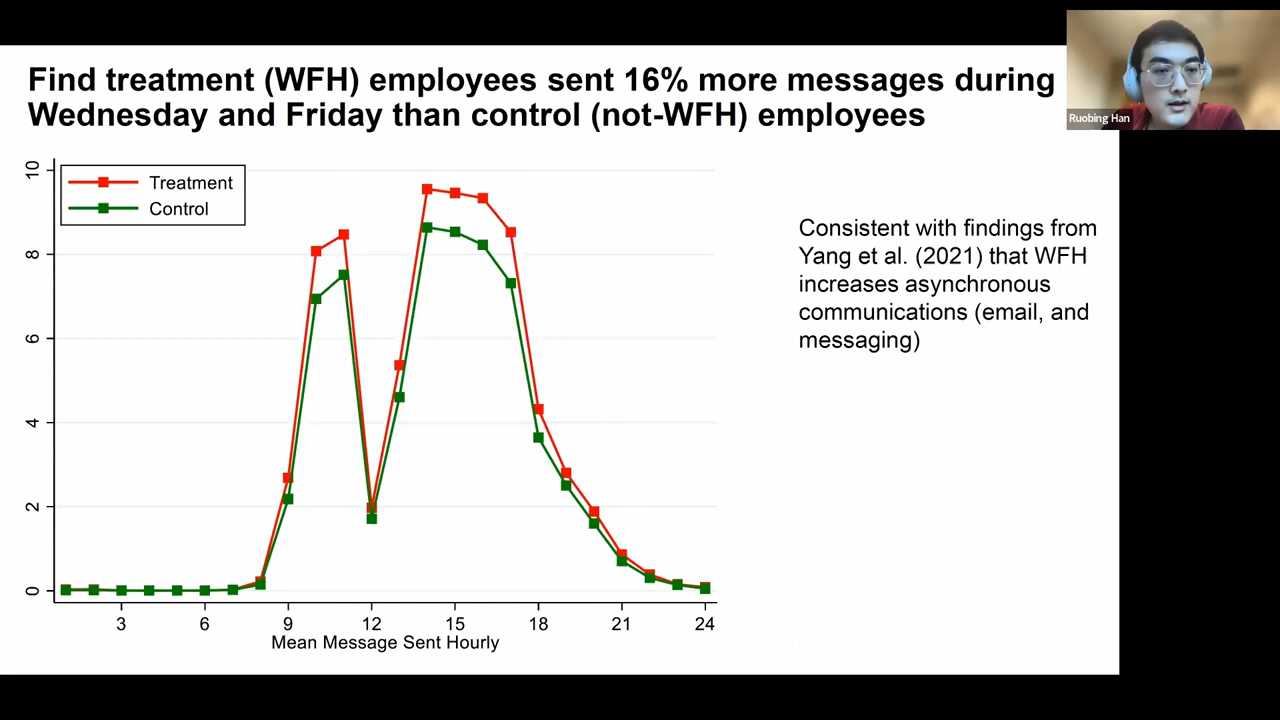 Find treatment (WFH) employees sent 16% more messages during
Wednesday and Friday than control (not-WFH) employees
Ruobing Han
Treatment
Control
10
8
6
4
2
0
3 6 9 12 15 18 21 24
Mean Message Sent Hourly
Consistent with findings from
Yang et al. (2021) that WFH
increases asynchronous
communications (email, and
messaging)